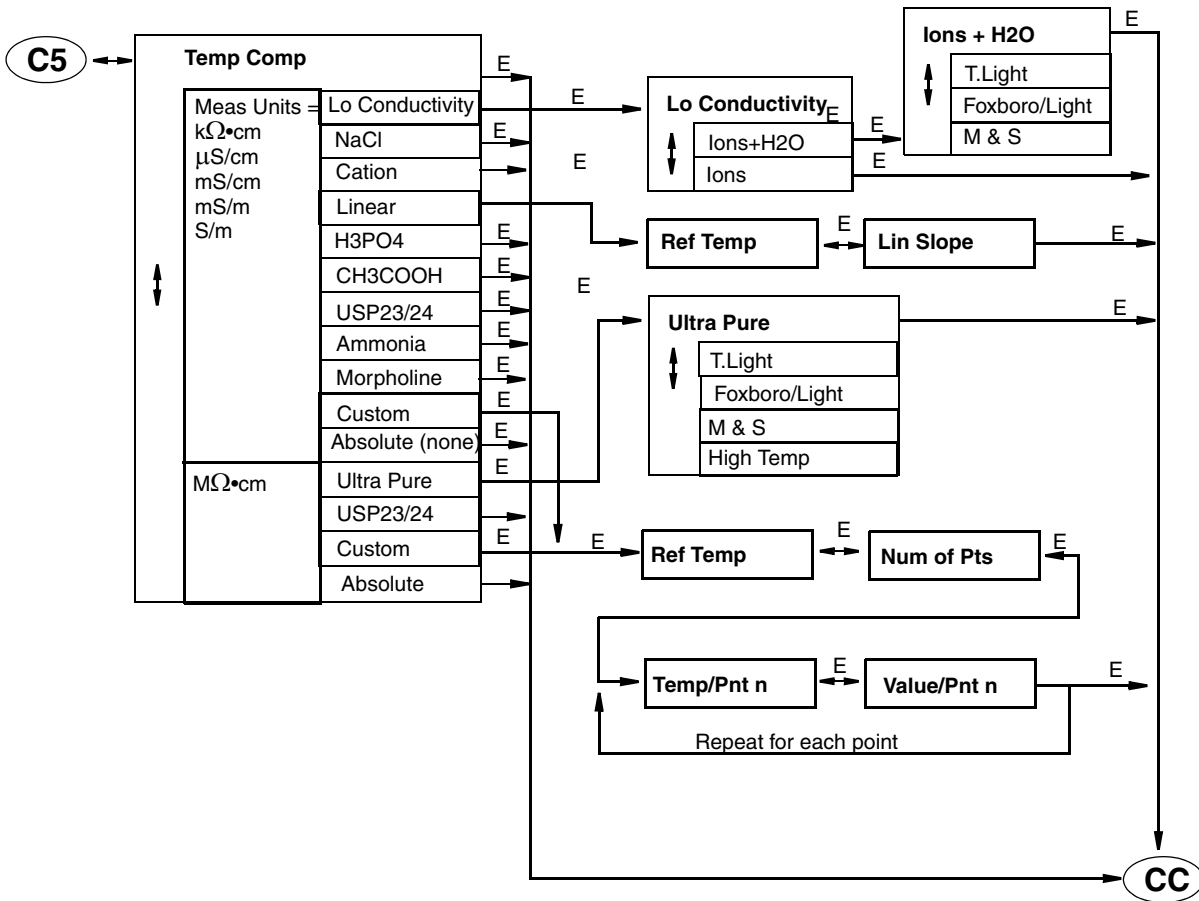 C5
Temp Comp
E
Meas Units =
kΩ•cm
µS/cm
mS/cm
mS/m
S/m
Lo Conductivity
E
NaCl
E
Cation
E
Linear
H3PO4
E
CH3COOH
E
E
USP23/24
E
Ammonia
E
Morpholine
E
Custom
E
Absolute (none)
E
MΩ•cm
Ultra Pure
E
USP23/24
Custom
E
E
Absolute
Lo Conductivity
E
Ions+H2O
E
Ions
E
Ions + H2O
E
T.Light
Foxboro/Light
M & S
Ref Temp
E
Lin Slope
E
Ultra Pure
E
T.Light
Foxboro/Light
M & S
High Temp
Ref Temp
E
Num of Pts
E
Temp/Pnt n
E
Value/Pnt n
E
Repeat for each point
CC